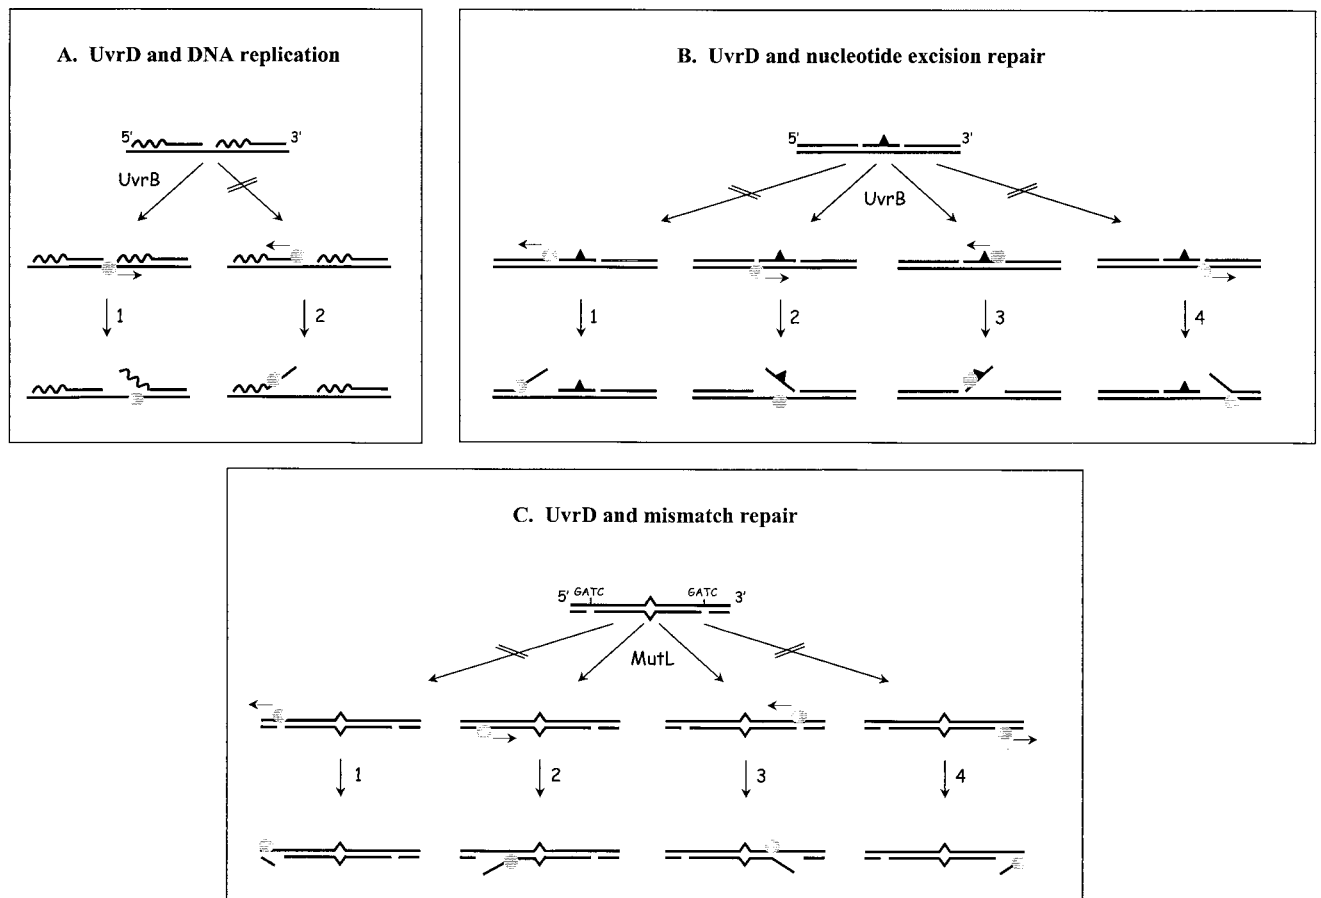 A. UvrD and DNA replication
5' 3'
UvrB
1 2
B. UvrD and nucleotide excision repair
5' 3'
UvrB
1 2 3 4
C. UvrD and mismatch repair
5' GATC GATC 3'
MutL
1 2 3 4